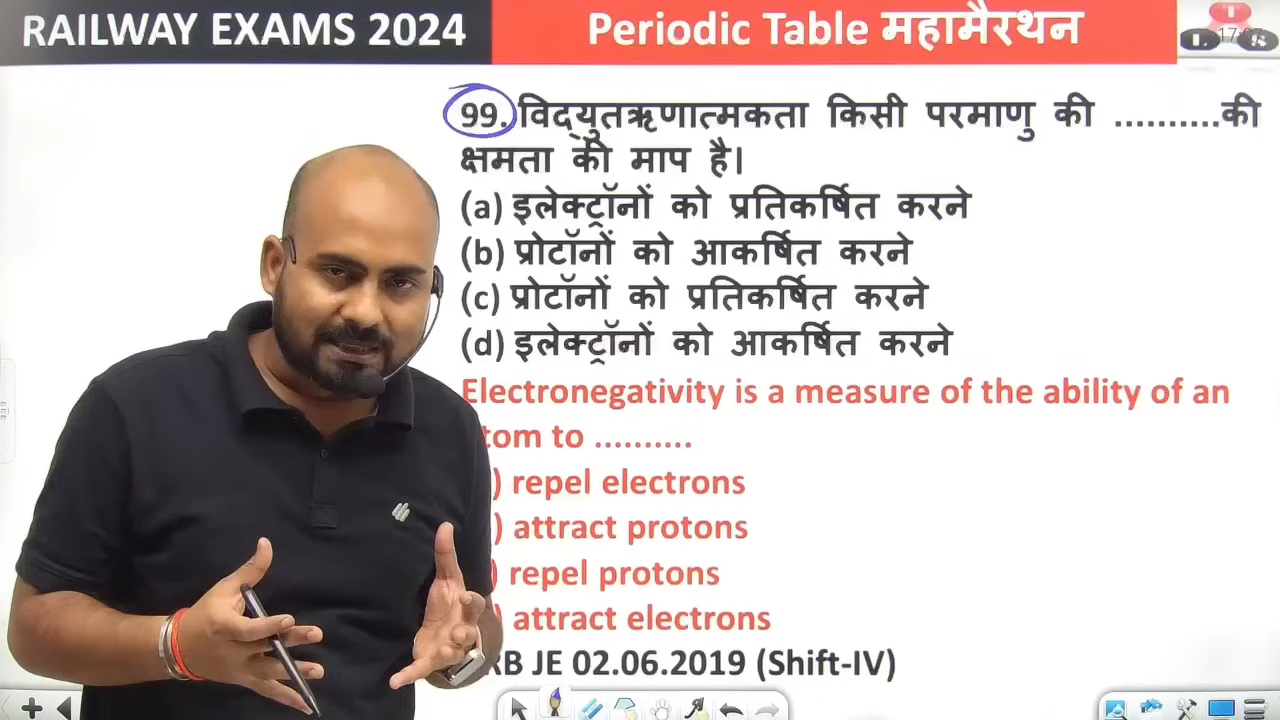 RAILWAY EXAMS 2024
Periodic Table महामैरथन
99. विद्युतऋणात्मकता किसी परमाणु की ..........की
क्षमता की माप है।
(a) इलेक्ट्रॉनों को प्रतिकर्षित करने
(b) प्रोटॉनों को आकर्षित करने
(c) प्रोटॉनों को प्रतिकर्षित करने
(d) इलेक्ट्रॉनों को आकर्षित करने
Electronegativity is a measure of the ability of an
tom to ..........
) repel electrons
) attract protons
) repel protons
) attract electrons
RB JE 02.06.2019 (Shift-IV)